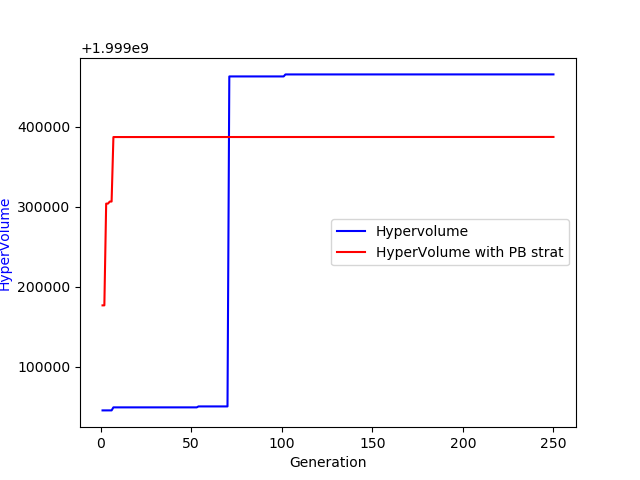 +1.999e9
400000
300000
200000
100000
HyperVolume
Hypervolume
HyperVolume with PB strat
0 50 100 150 200 250
Generation